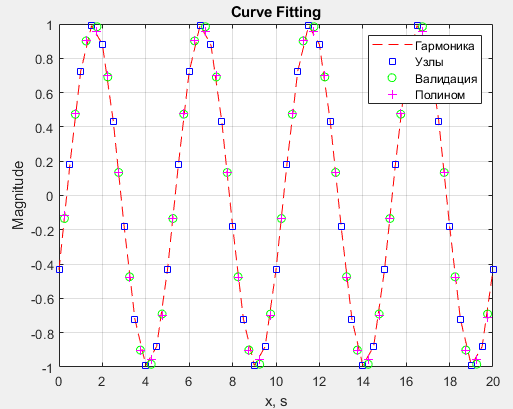 Curve Fitting
Гармоника
Узлы
Валидация
Полином
Magnitude
1
0.8
0.6
0.4
0.2
0
-0.2
-0.4
-0.6
-0.8
-1
0 2 4 6 8 10 12 14 16 18 20
x, s